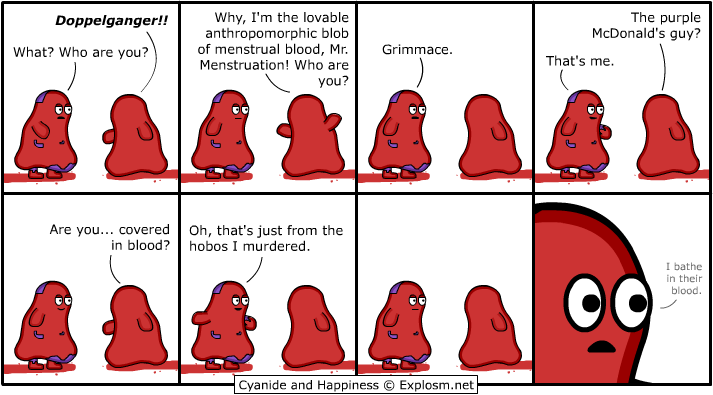 Doppelganger!!
What? Who are you?
Why, I'm the lovable
anthropomorphic blob
of menstrual blood, Mr.
Menstruation! Who are
you?
Grimmace.
The purple
McDonald's guy?
That's me.
Are you... covered
in blood?
Oh, that's just from the
hobos I murdered.
I bathe
in their
blood.
Cyanide and Happiness © Explosm.net